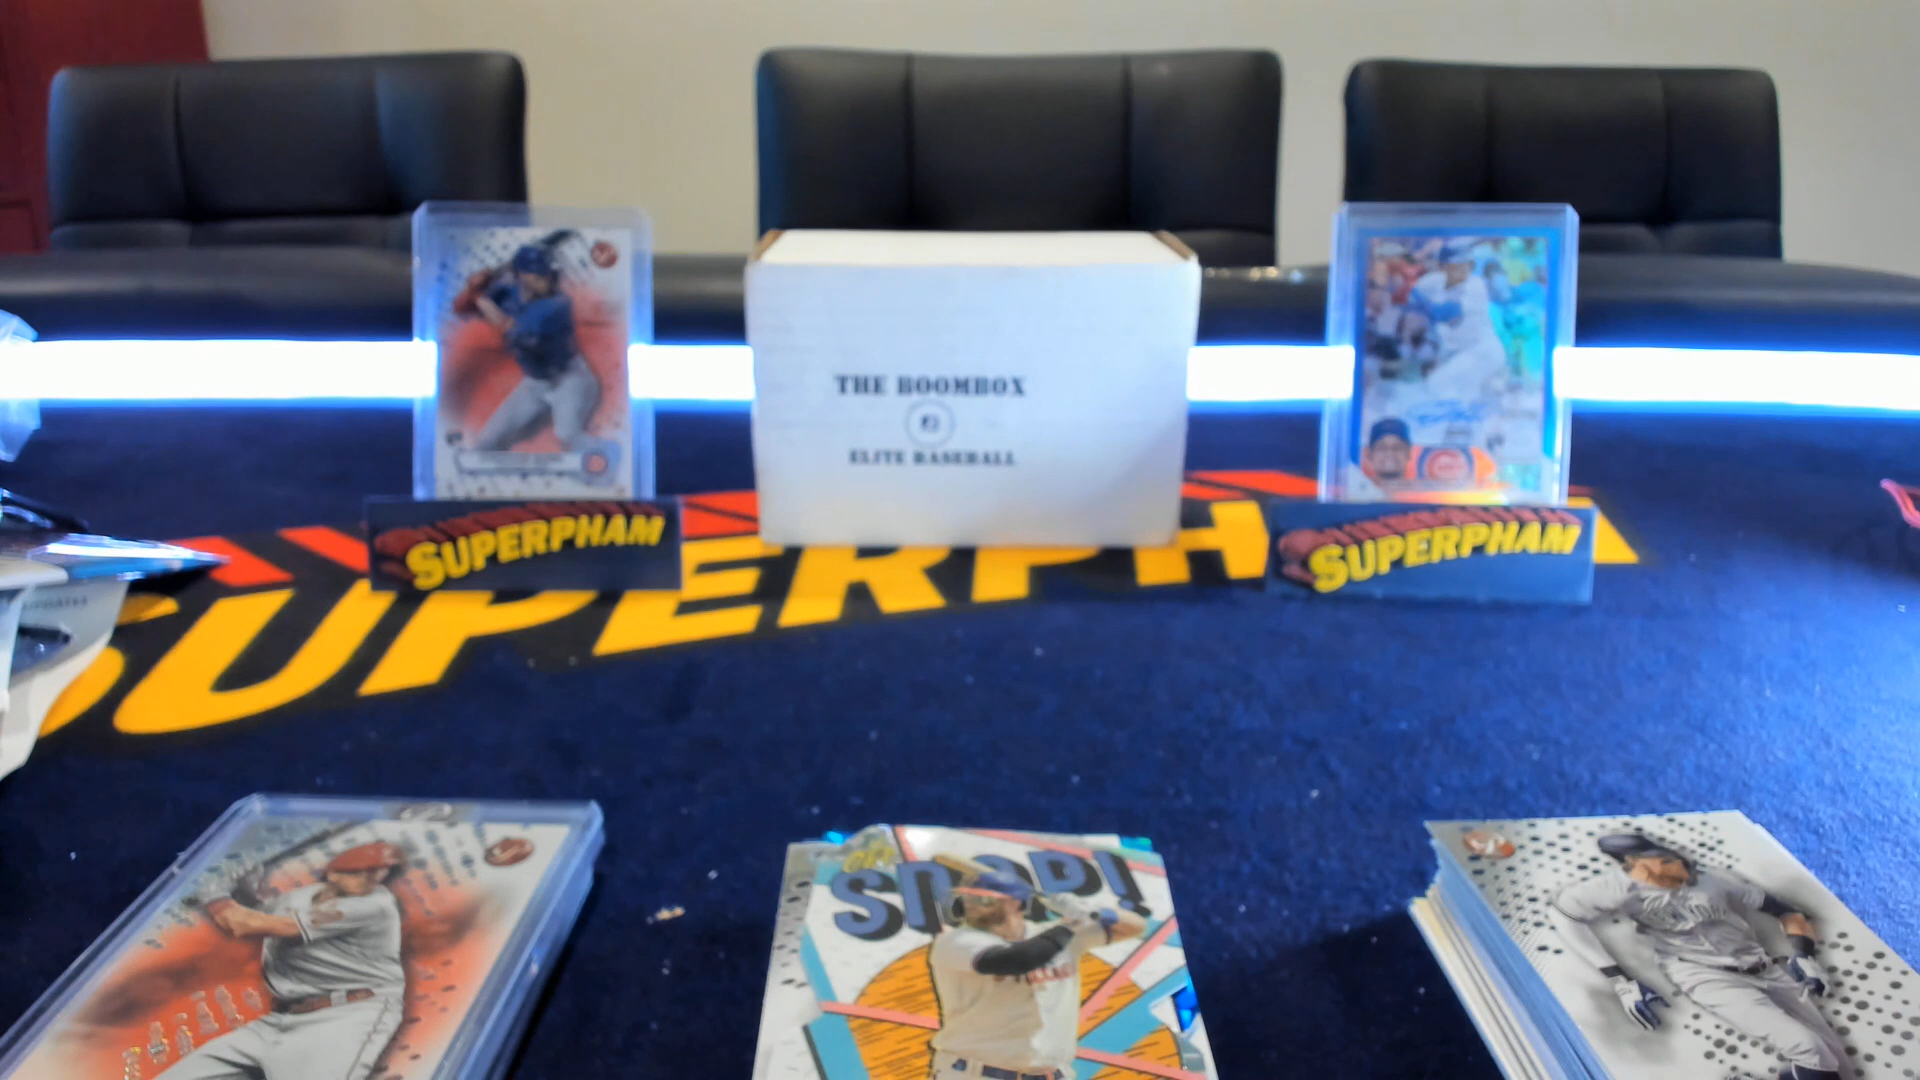 THE BOOMBOX
ELITE BASEBALL
SUPERPHAM
SUPERPHAM
SUPERPH
SNAP!